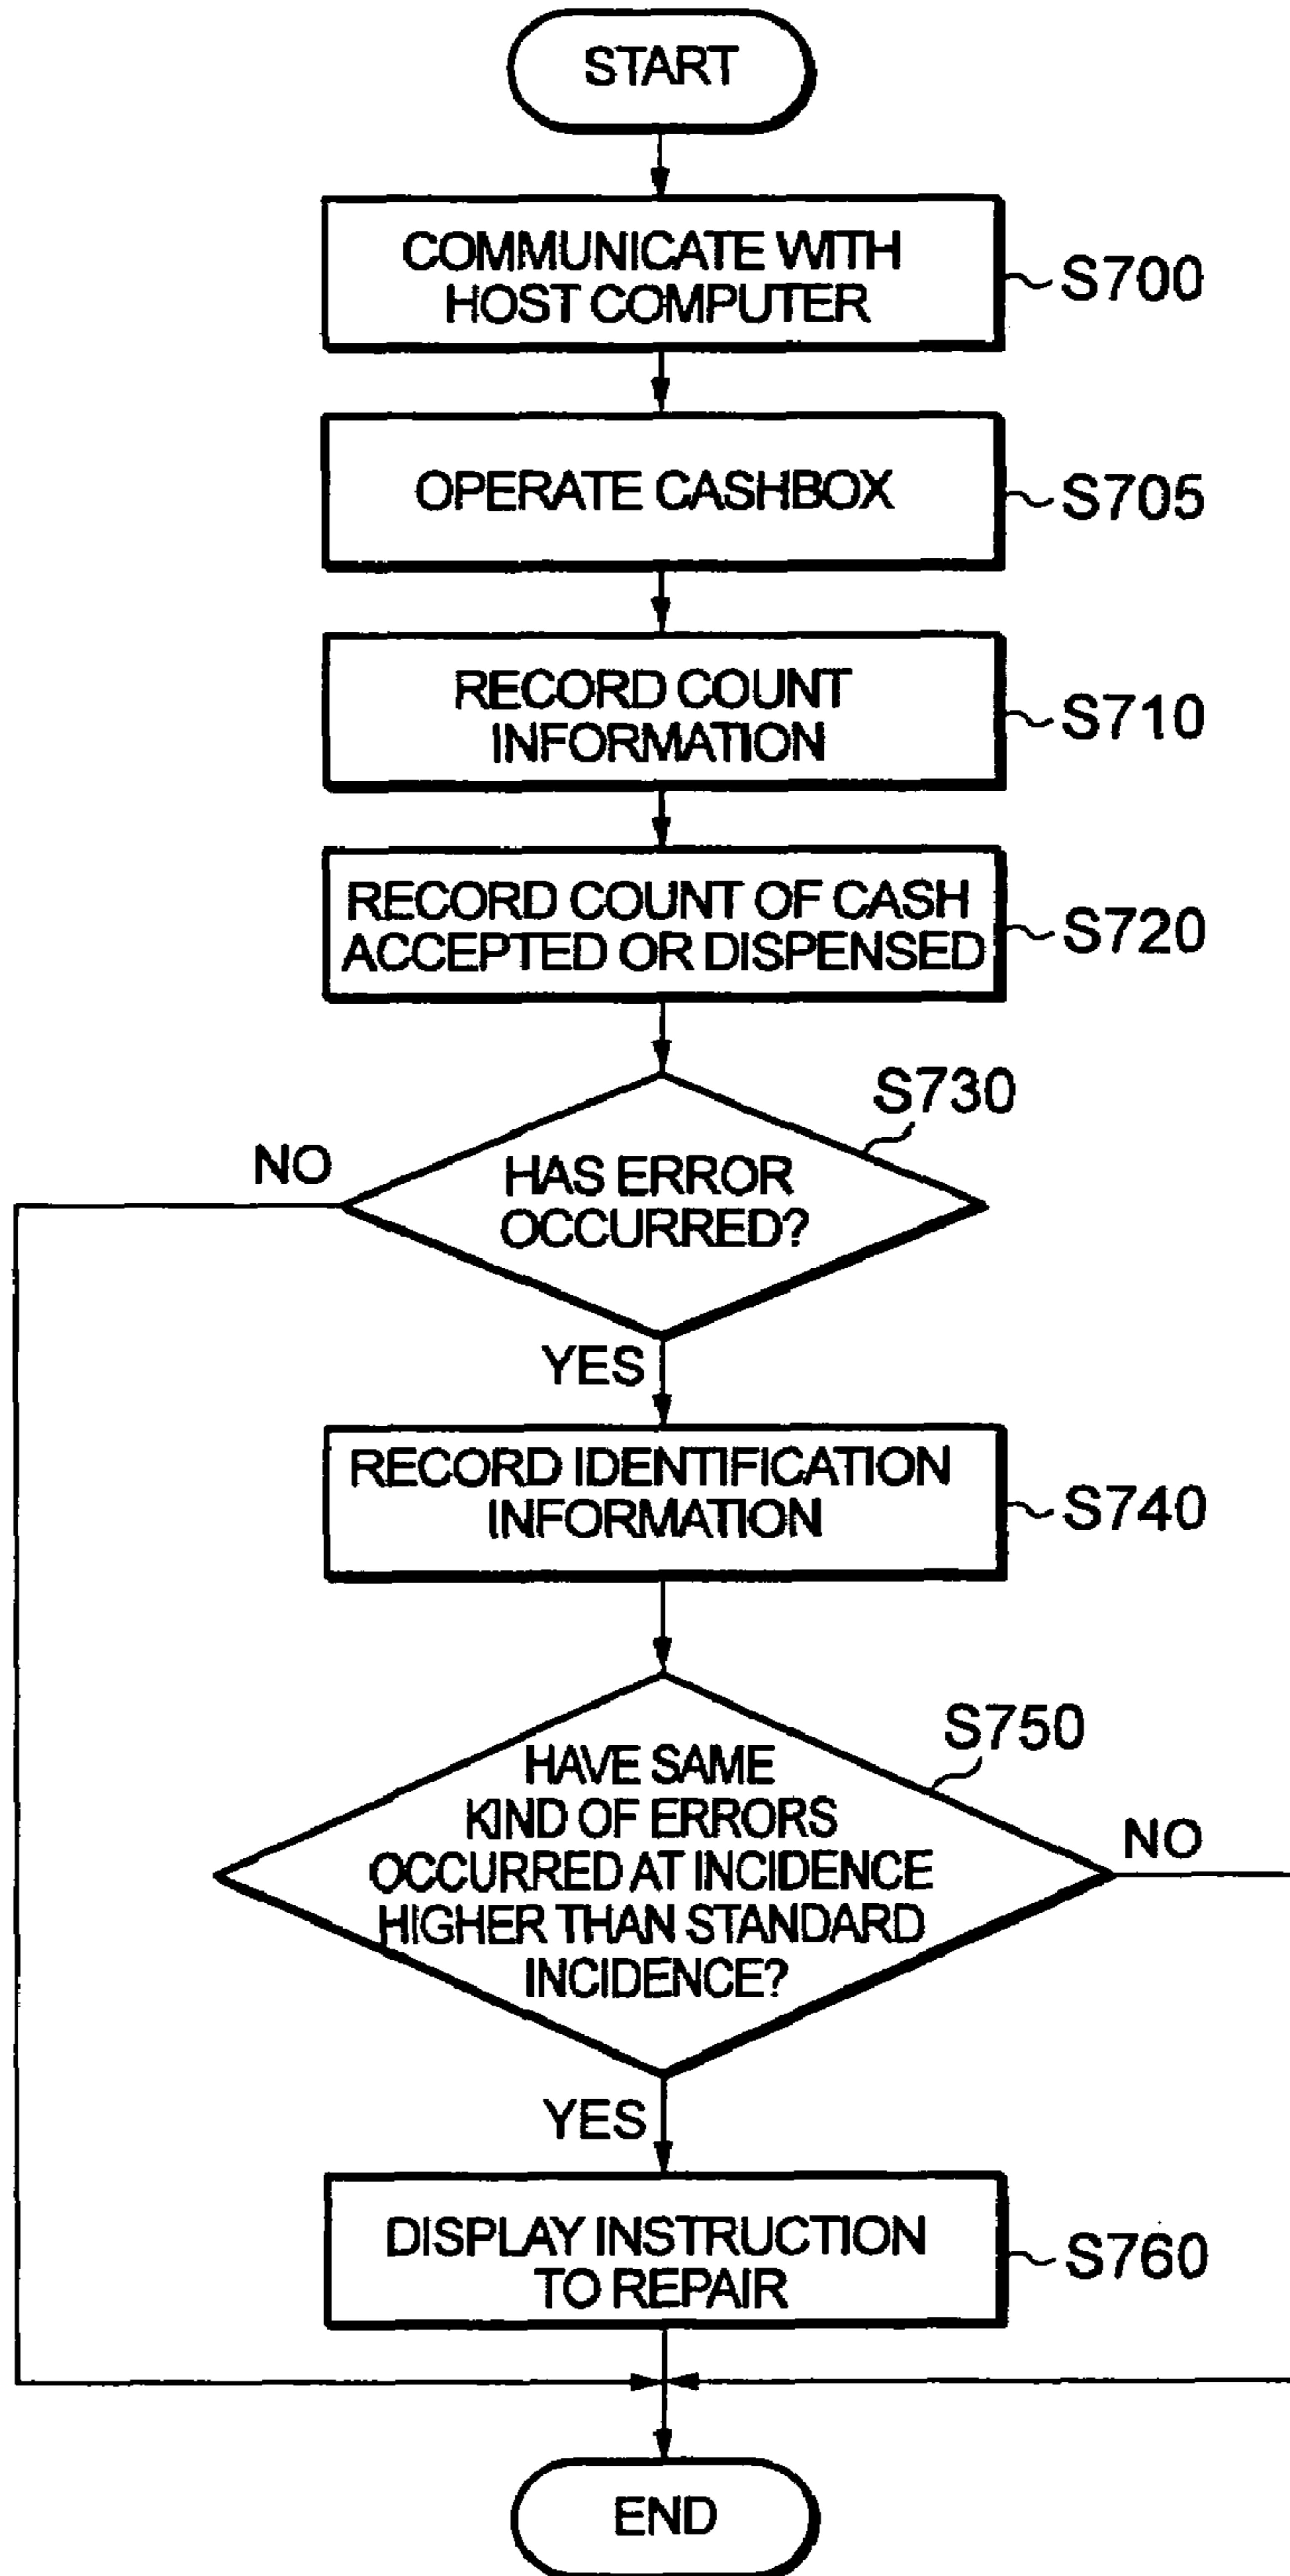 START
COMMUNICATE WITH
HOST COMPUTER
S700
OPERATE CASHBOX
S705
RECORD COUNT
INFORMATION
S710
RECORD COUNT OF CASH
ACCEPTED OR DISPENSED
S720
S730
NO
HAS ERROR
OCCURRED?
YES
RECORD IDENTIFICATION
INFORMATION
S740
S750
HAVE SAME
KIND OF ERRORS
OCCURRED AT INCIDENCE
HIGHER THAN STANDARD
INCIDENCE?
NO
YES
DISPLAY INSTRUCTION
TO REPAIR
S760
END